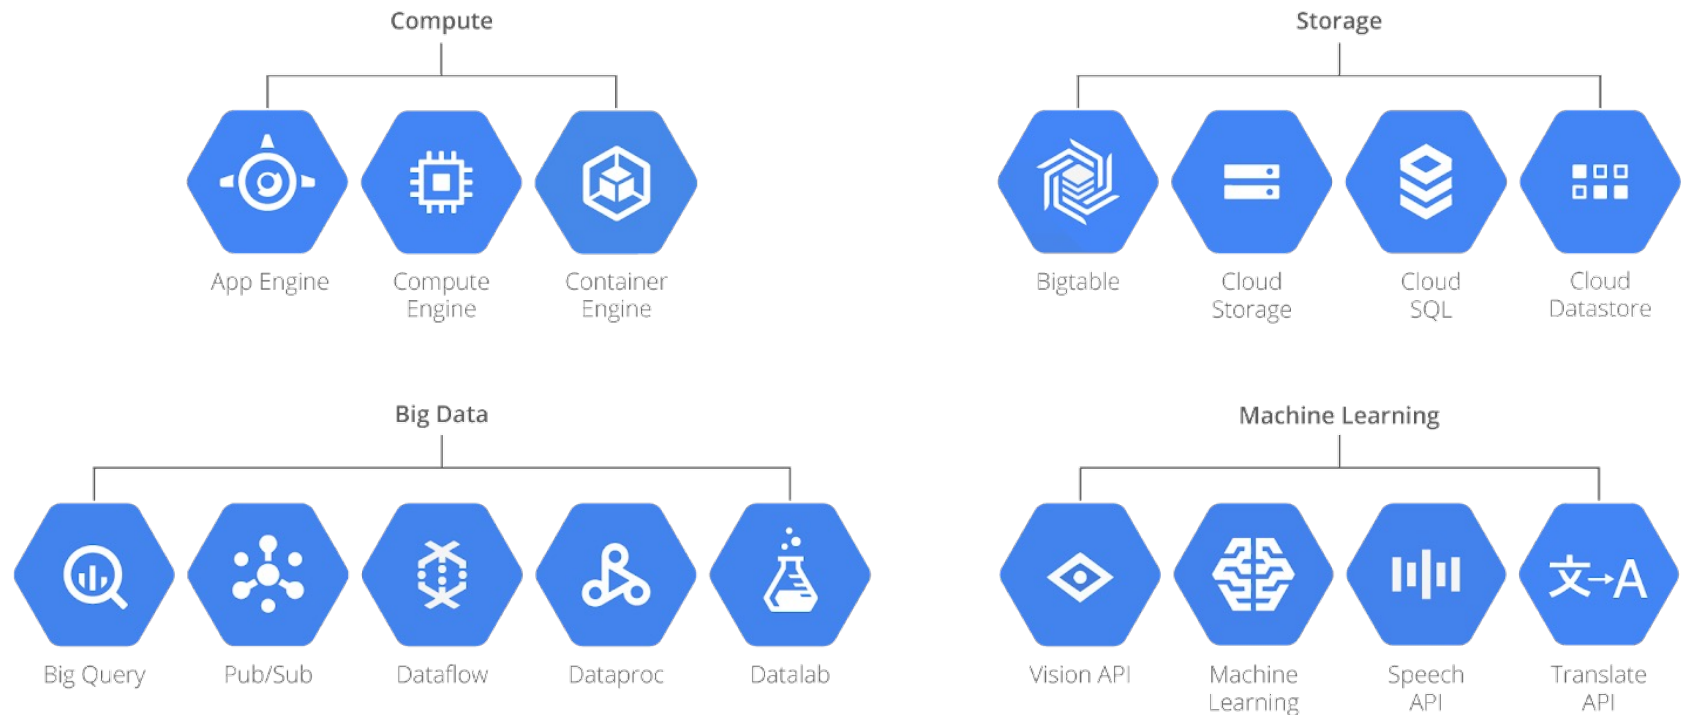 Compute
App Engine
Compute
Engine
Container
Engine
Storage
Bigtable
Cloud
Storage
Cloud
SQL
Cloud
Datastore
Big Data
Big Query
Pub/Sub
Dataflow
Dataproc
Datalab
Machine Learning
Vision API
Machine
Learning
Speech
API
文→A
Translate
API